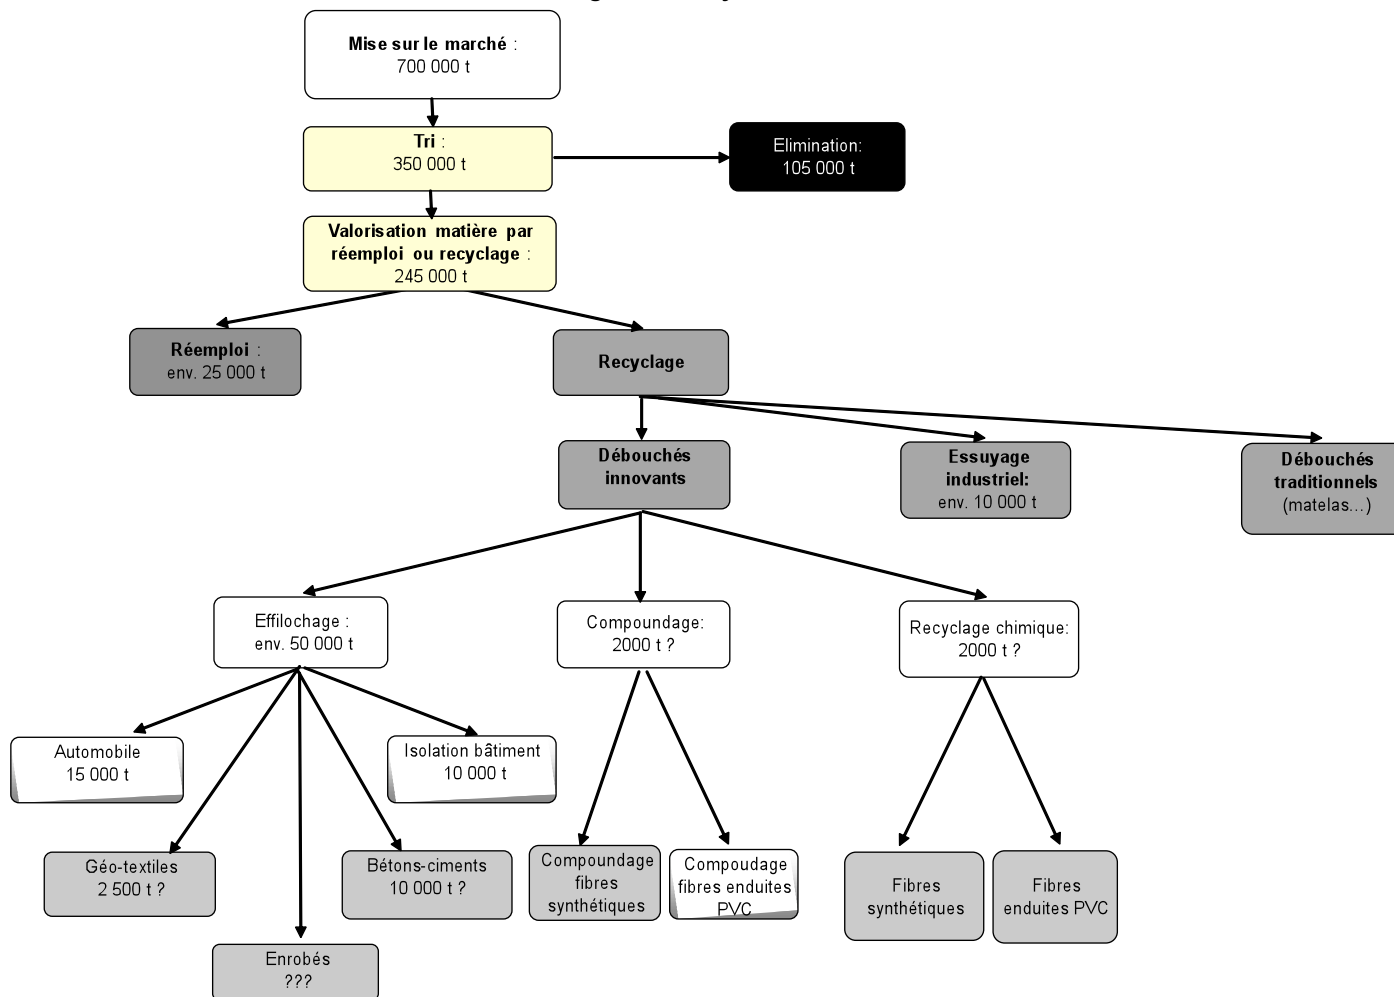 Mise sur le marché :
700 000 t
Tri :
350 000 t
Elimination:
105 000 t
Valorisation matière par
réemploi ou recyclage :
245 000 t
Réemploi :
env. 25 000 t
Recyclage
Débouchés
innovants
Essuyage
industriel:
env. 10 000 t
Débouchés
traditionnels
(matelas...)
Effilochage :
env. 50 000 t
Compoundage:
2000 t ?
Recyclage chimique:
2000 t ?
Automobile
15 000 t
Isolation bâtiment
10 000 t
Géo-textiles
2 500 t ?
Bétons-ciments
10 000 t ?
Compoundage
fibres
synthétiques
Compoudage
fibres enduites
PVC
Fibres
synthétiques
Fibres
enduites PVC
Enrobés
???